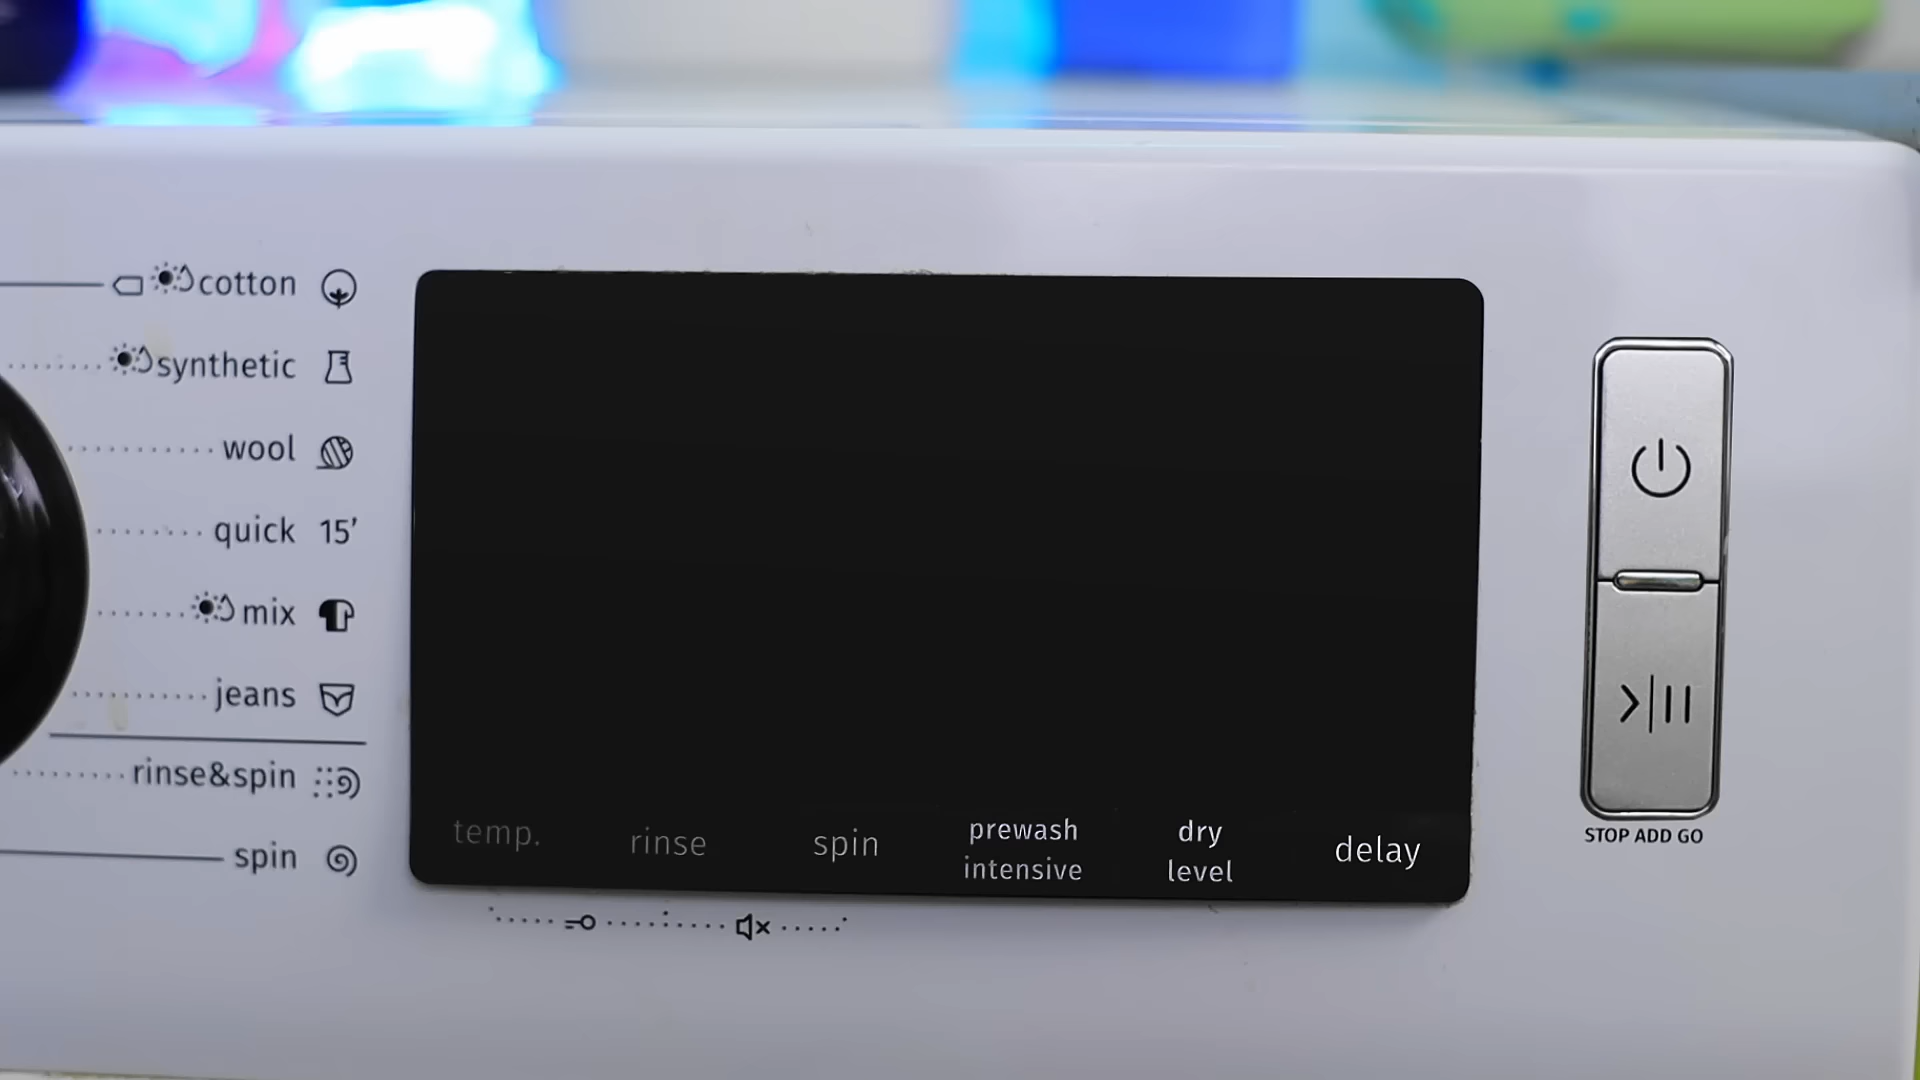 cotton
synthetic
wool
quick 15'
mix
jeans
rinse&spin
spin
temp.
rinse
spin
prewash
intensive
dry
level
delay
STOP ADD GO